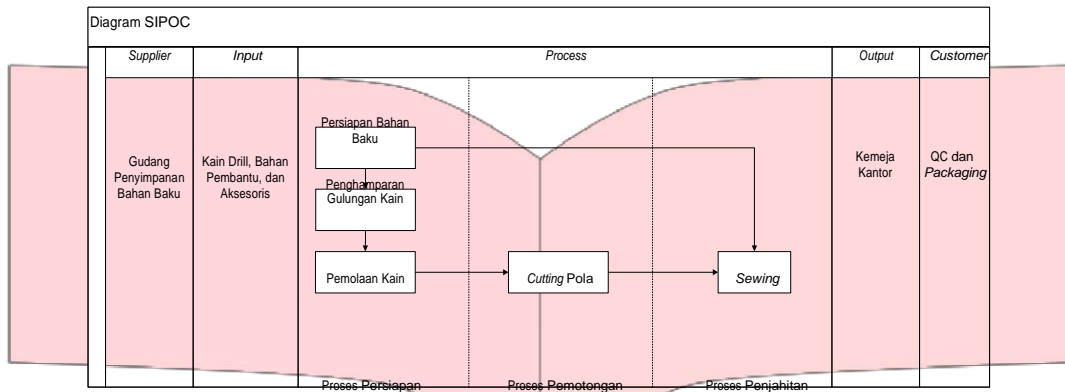 Diagram SIPOC
Supplier
Input
Process
Output
Customer
Persiapan Bahan
Baku
Gudang
Penyimpanan
Bahan Baku
Kain Drill, Bahan
Pembantu, dan
Aksesoris
Kemeja
Kantor
QC dan
Packaging
Penghamparan
Gulungan Kain
Pemolaan Kain
Cutting Pola
Sewing
Proses Persiapan
Proses Pemotongan
Proses Penjahitan